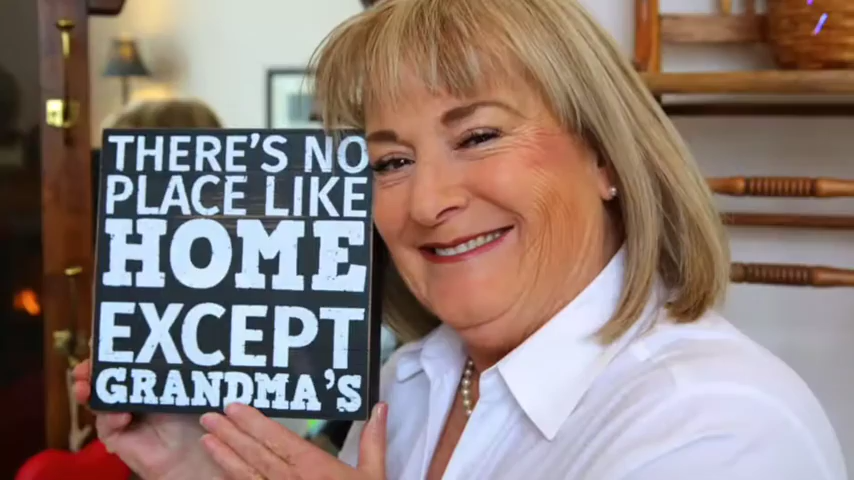 THERE'S NO
PLACE LIKE
HOME
EXCEPT
GRANDMA'S